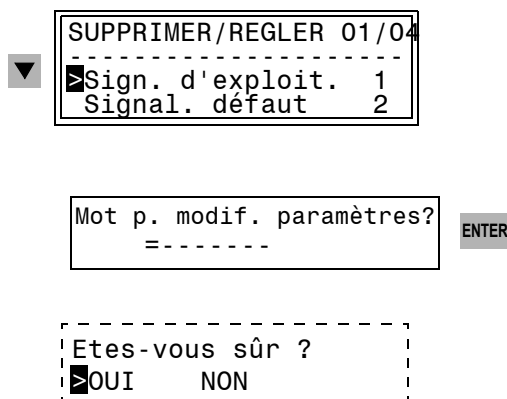 SUPPRIMER/REGLER 01/04
----------------------
>Sign. d'exploit. 1
Signal. défaut 2
Mot p. modif. paramètres?
=-------
ENTER
Etes-vous sûr ?
>OUI NON